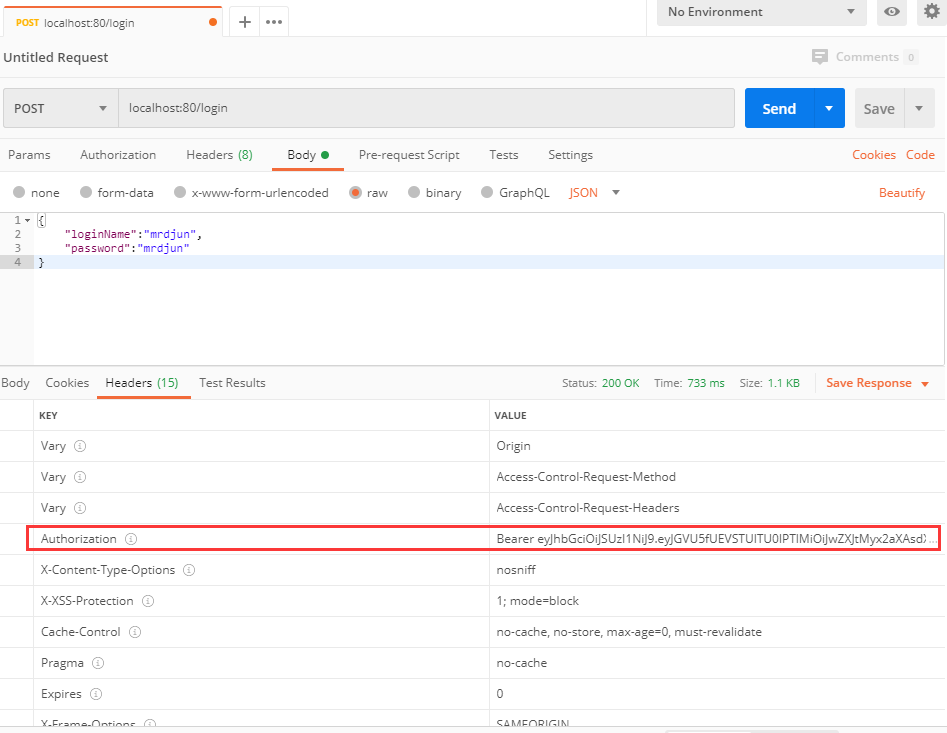 POST localhost:80/login
No Environment
Untitled Request
Comments 0
POST localhost:80/login Send Save
Params Authorization Headers (8) Body Pre-request Script Tests Settings Cookies Code
none form-data x-www-form-urlencoded raw binary GraphQL JSON Beautify
1 {
2 "loginName":"mrdjun",
3 "password":"mrdjun"
4 }
Body Cookies Headers (15) Test Results Status: 200 OK Time: 733 ms Size: 1.1 KB Save Response
KEY VALUE
Vary Origin
Vary Access-Control-Request-Method
Vary Access-Control-Request-Headers
Authorization Bearer
X-Content-Type-Options nosniff
X-XSS-Protection 1; mode=block
Cache-Control no-cache, no-store, max-age=0, must-revalidate
Pragma no-cache
Expires 0
X-Frame-Options SAMEORIGIN